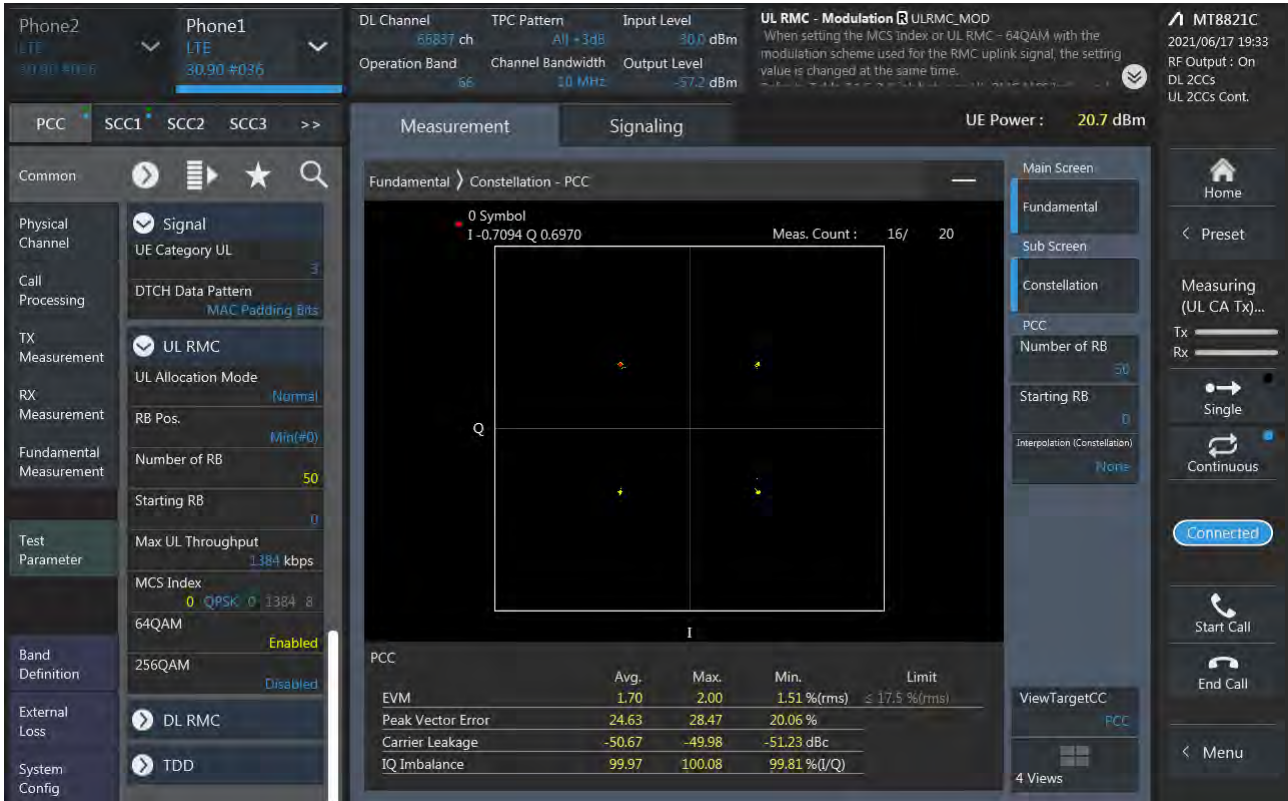 Phone2
LTE
30.90 #036
Phone1
LTE
30.90 #036
DL Channel
65837 ch
TPC Pattern
All +3dB
Input Level
30.0 dBm
Operation Band
66
Channel Bandwidth
10 MHz
Output Level
-57.2 dBm
UL RMC - Modulation R ULRMC_MOD
When setting the MCS Index or UL RMC - 64QAM with the
modulation scheme used for the RMC uplink signal, the setting
value is changed at the same time.
MT8821C
2021/06/17 19:33
RF Output : On
DL 2CCs
UL 2CCs Cont.
PCC SCC1 SCC2 SCC3 >>
Measurement
Signaling
UE Power : 20.7 dBm
Common
Physical
Channel
Call
Processing
TX
Measurement
RX
Measurement
Fundamental
Measurement
Test
Parameter
Band
Definition
External
Loss
System
Config
Signal
UE Category UL
3
DTCH Data Pattern
MAC Padding Bits
UL RMC
UL Allocation Mode
Normal
RB Pos.
Min(#0)
Number of RB
50
Starting RB
0
Max UL Throughput
1384 kbps
MCS Index
0 QPSK 0 1384 8
64QAM
Enabled
256QAM
Disabled
DL RMC
TDD
Fundamental > Constellation - PCC
0 Symbol
I -0.7094 Q 0.6970
Meas. Count : 16/ 20
Q
I
PCC
Avg. Max. Min. Limit
EVM 1.70 2.00 1.51 %(rms) ≤ 17.5 %(rms)
Peak Vector Error 24.63 28.47 20.06 %
Carrier Leakage -50.67 -49.98 -51.23 dBc
IQ Imbalance 99.97 100.08 99.81 %(I/Q)
Main Screen
Fundamental
Sub Screen
Constellation
PCC
Number of RB
50
Starting RB
0
Interpolation (Constellation)
None
ViewTargetCC
PCC
4 Views
Home
< Preset
Measuring
(UL CA Tx)...
Tx
Rx
Single
Continuous
Connected
Start Call
End Call
< Menu